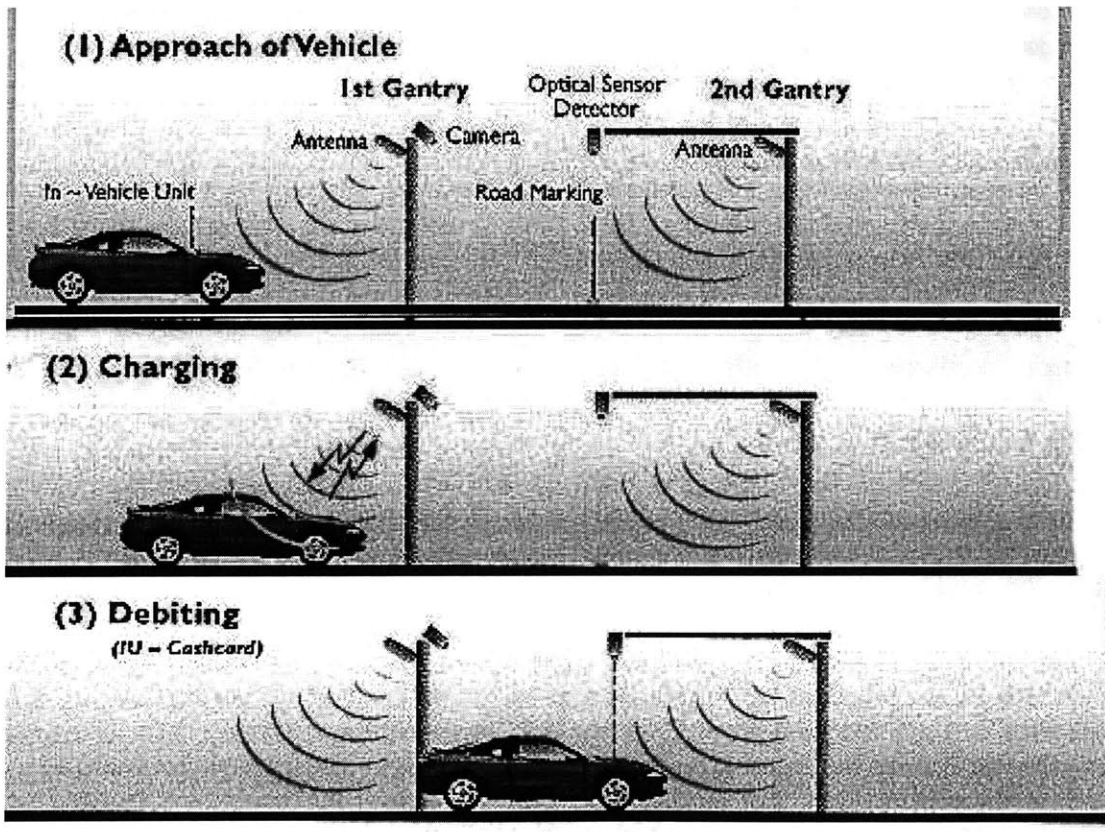 (1) Approach of Vehicle
1st Gantry
Optical Sensor
Detector
2nd Gantry
Antenna
Camera
Antenna
In ~ Vehicle Unit
Road Marking
(2) Charging
(3) Debiting
(IU – Cashcard)